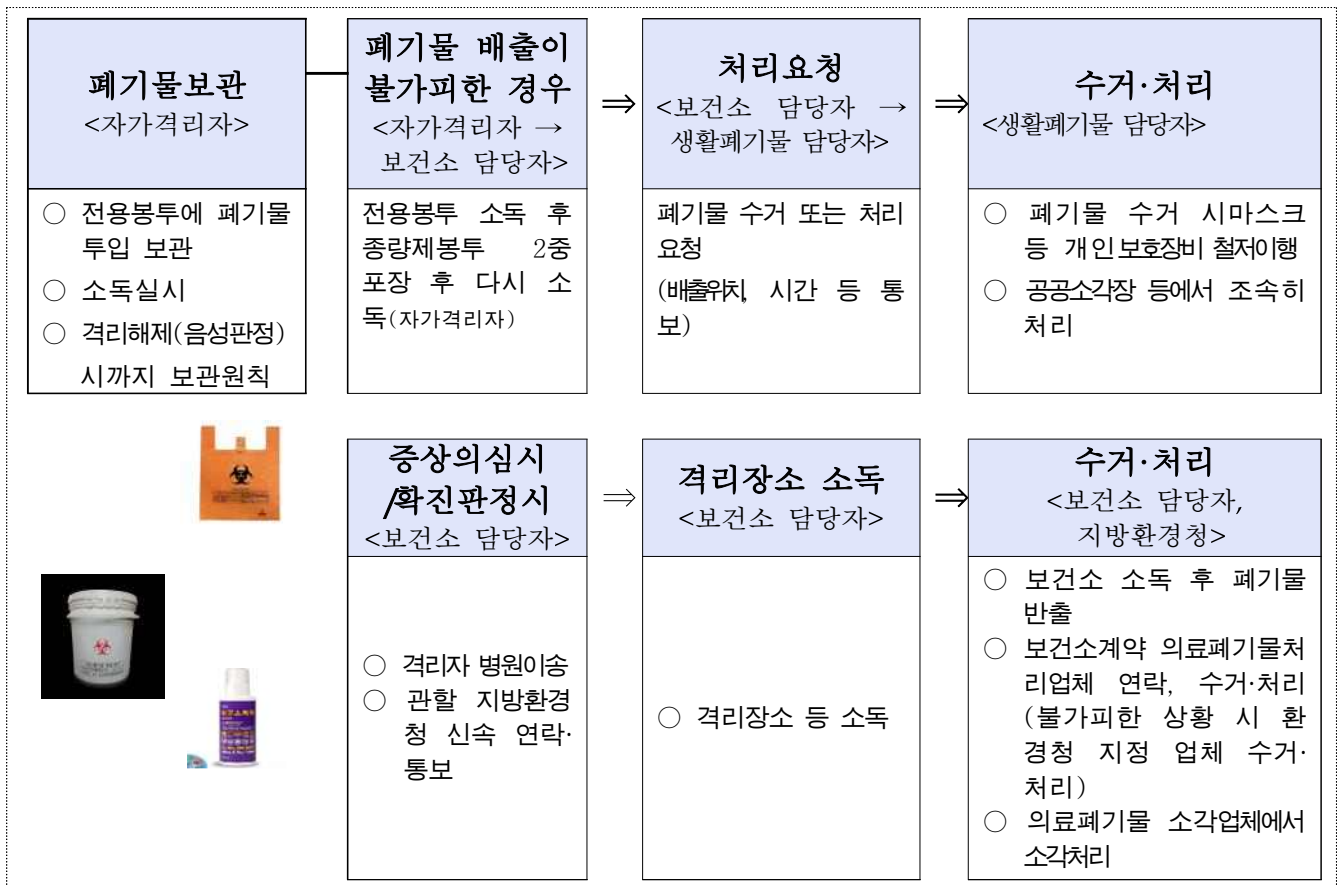 폐기물보관
<자가격리자>
○ 전용봉투에 폐기물
투입 보관
○ 소독실시
○ 격리해제(음성판정)
시까지 보관원칙
폐기물 배출이
불가피한 경우
<자가격리자 →
보건소 담당자>
전용봉투 소독 후
종량제봉투 2중
포장 후 다시 소
독(자가격리자)
⇒
처리요청
<보건소 담당자 →
생활폐기물 담당자>
폐기물 수거 또는 처리
요청
(배출위치, 시간 등 통
보)
⇒
수거·처리
<생활폐기물 담당자>
○ 폐기물 수거 시마스크
등 개인보호장비 철저이행
○ 공공소각장 등에서 조속히
처리
증상의심시
/확진판정시
<보건소 담당자>
○ 격리자 병원이송
○ 관할 지방환경
청 신속 연락·
통보
⇒
격리장소 소독
<보건소 담당자>
○ 격리장소 등 소독
⇒
수거·처리
<보건소 담당자,
지방환경청>
○ 보건소 소독 후 폐기물
반출
○ 보건소계약 의료폐기물처
리업체 연락, 수거·처리
(불가피한 상황 시 환
경청 지정 업체 수거·
처리)
○ 의료폐기물 소각업체에서
소각처리